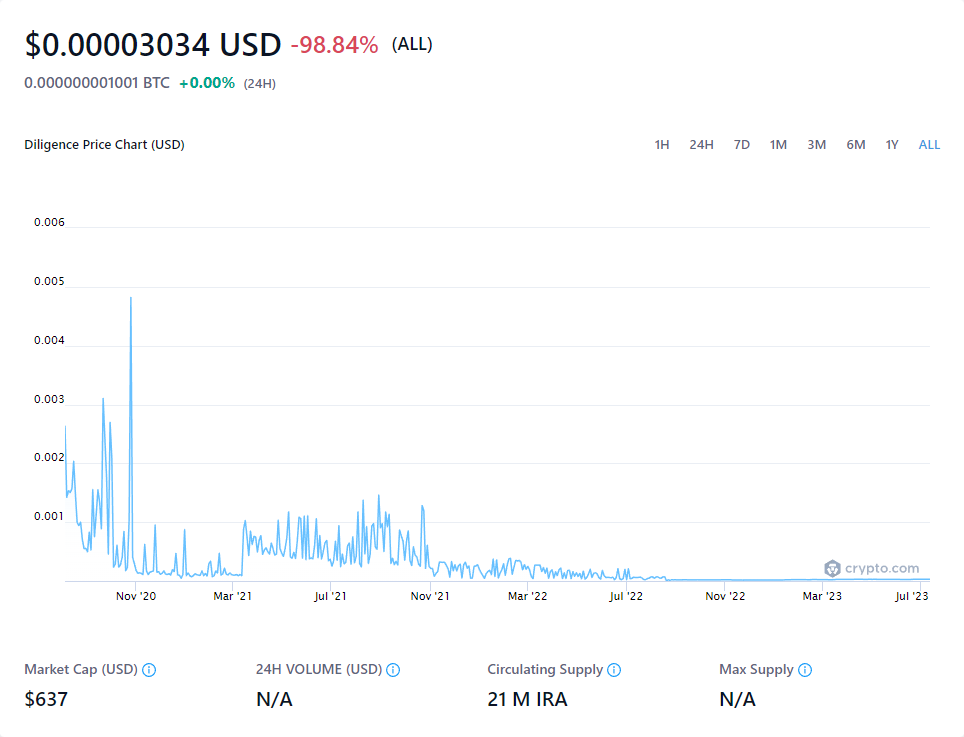 $0.00003034 USD -98.84% (ALL)
0.000000001001 BTC +0.00% (24H)
Diligence Price Chart (USD) 1H 24H 7D 1M 3M 6M 1Y ALL
0.006
0.005
0.004
0.003
0.002
0.001
crypto.com
Nov '20 Mar '21 Jul '21 Nov '21 Mar '22 Jul '22 Nov '22 Mar '23 Jul '23
Market Cap (USD) 24H VOLUME (USD) Circulating Supply Max Supply
$637 N/A 21 M IRA N/A